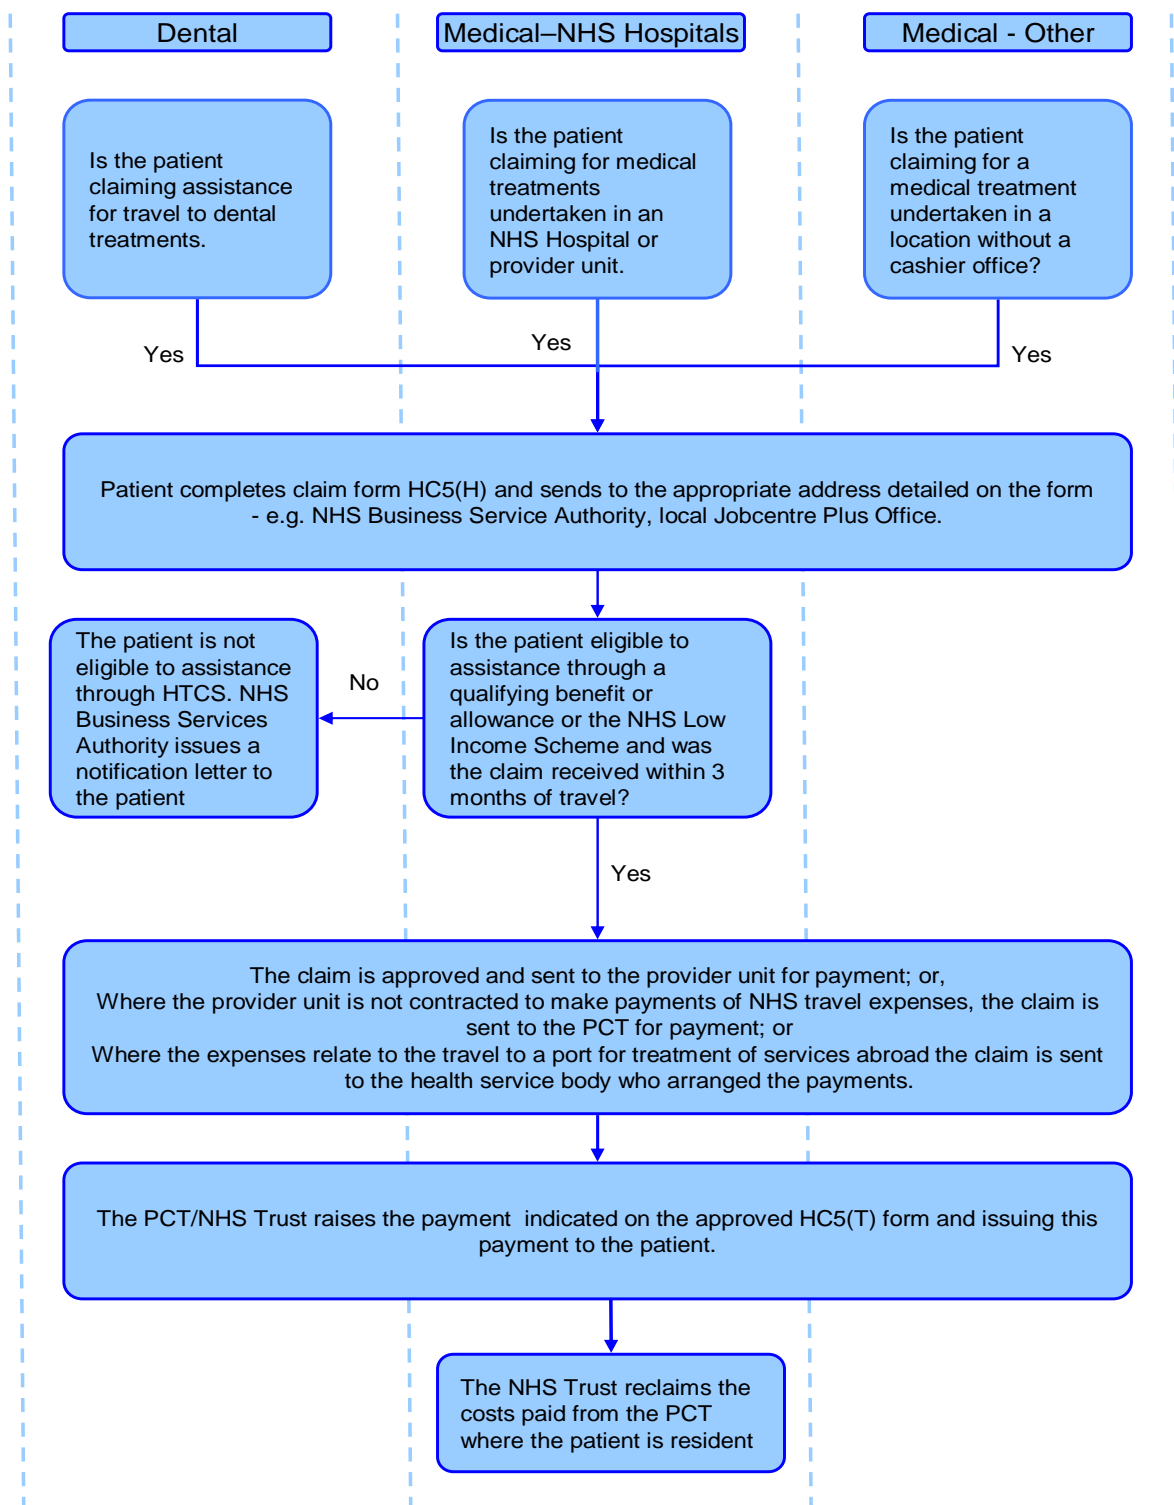 Dental
Medical–NHS Hospitals
Medical - Other
Is the patient
claiming assistance
for travel to dental
treatments.
Is the patient
claiming for medical
treatments
undertaken in an
NHS Hospital or
provider unit.
Is the patient
claiming for a
medical treatment
undertaken in a
location without a
cashier office?
Yes
Yes
Yes
Patient completes claim form HC5(H) and sends to the appropriate address detailed on the form
- e.g. NHS Business Service Authority, local Jobcentre Plus Office.
The patient is not
eligible to assistance
through HTCS. NHS
Business Services
Authority issues a
notification letter to
the patient
No
Is the patient eligible to
assistance through a
qualifying benefit or
allowance or the NHS Low
Income Scheme and was
the claim received within 3
months of travel?
Yes
The claim is approved and sent to the provider unit for payment; or,
Where the provider unit is not contracted to make payments of NHS travel expenses, the claim is
sent to the PCT for payment; or
Where the expenses relate to the travel to a port for treatment of services abroad the claim is sent
to the health service body who arranged the payments.
The PCT/NHS Trust raises the payment indicated on the approved HC5(T) form and issuing this
payment to the patient.
The NHS Trust reclaims the
costs paid from the PCT
where the patient is resident